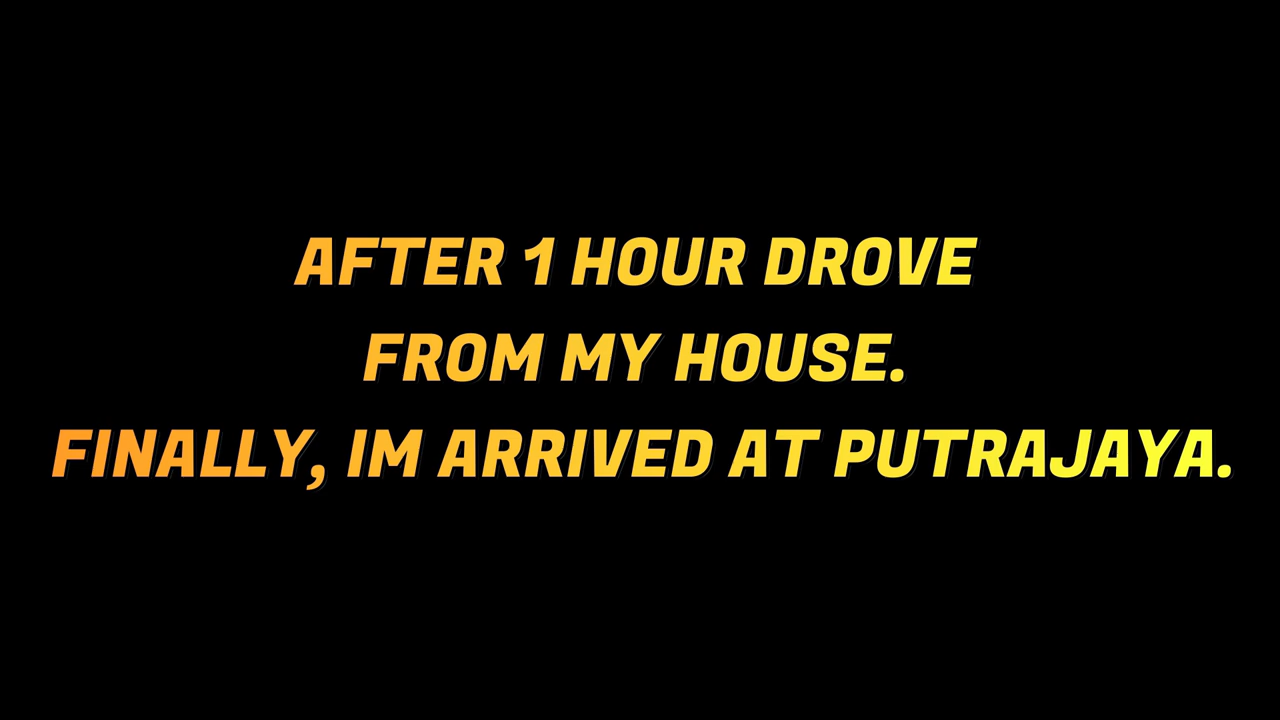 AFTER 1 HOUR DROVE
FROM MY HOUSE.
FINALLY, IM ARRIVED AT PUTRAJAYA.